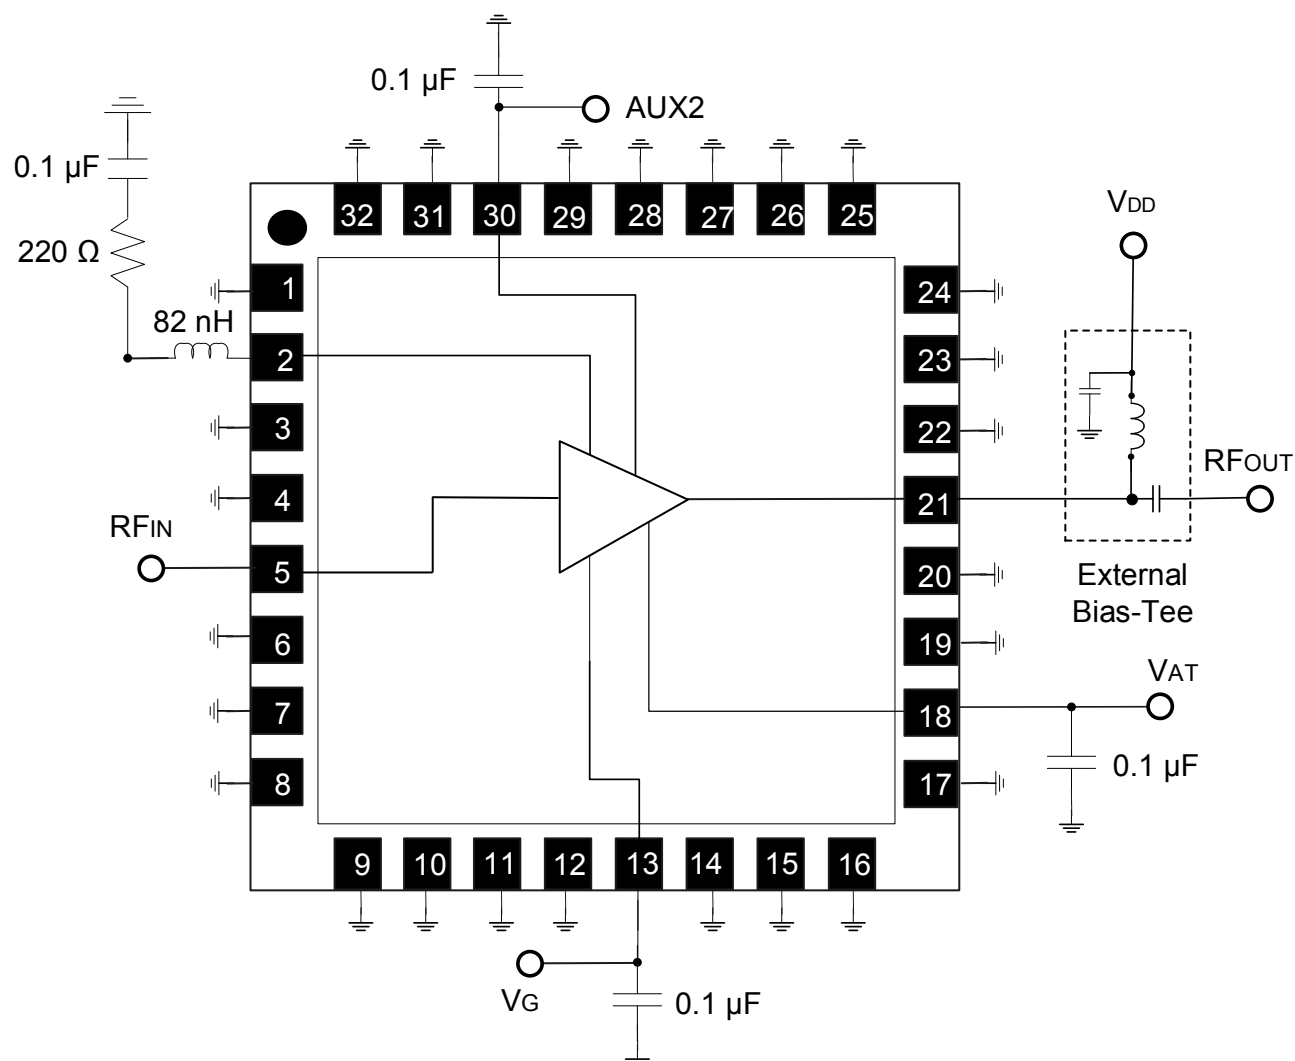 0.1 µF
AUX2
0.1 µF
32 31 30 29 28 27 26 25
VDD
220 Ω
1
24
82 nH
2
23
3
22
RFOUT
4
21
RFIN
5
20
External
Bias-Tee
6
19
VAT
7
18
0.1 µF
8
17
9 10 11 12 13 14 15 16
VG
0.1 µF